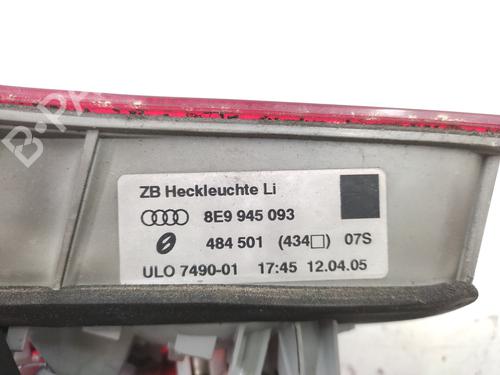 ZB Heckleuchte Li
8E9 945 093
484 501 (434□) 07S
ULO 7490-01 17:45 12.04.05